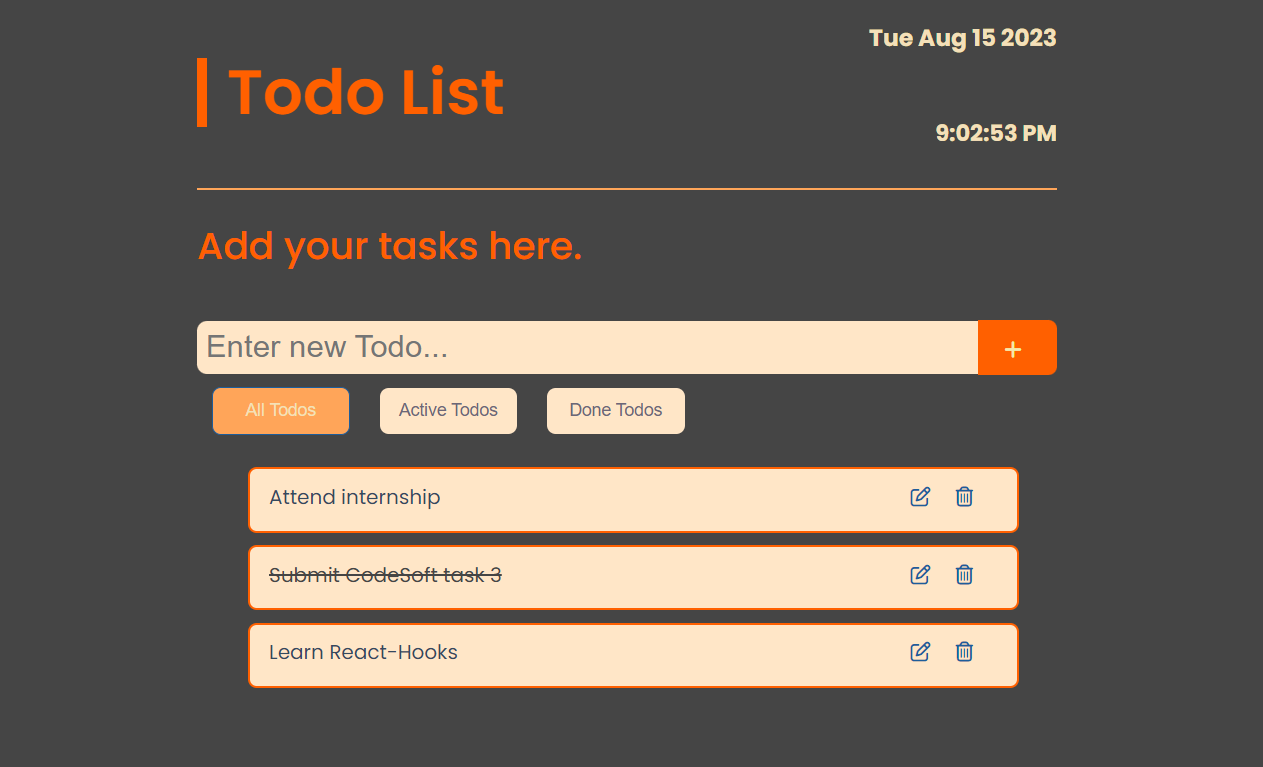 Tue Aug 15 2023
Todo List
9:02:53 PM
Add your tasks here.
Enter new Todo...
+
All Todos
Active Todos
Done Todos
Attend internship
Submit CodeSoft task 3
Learn React-Hooks